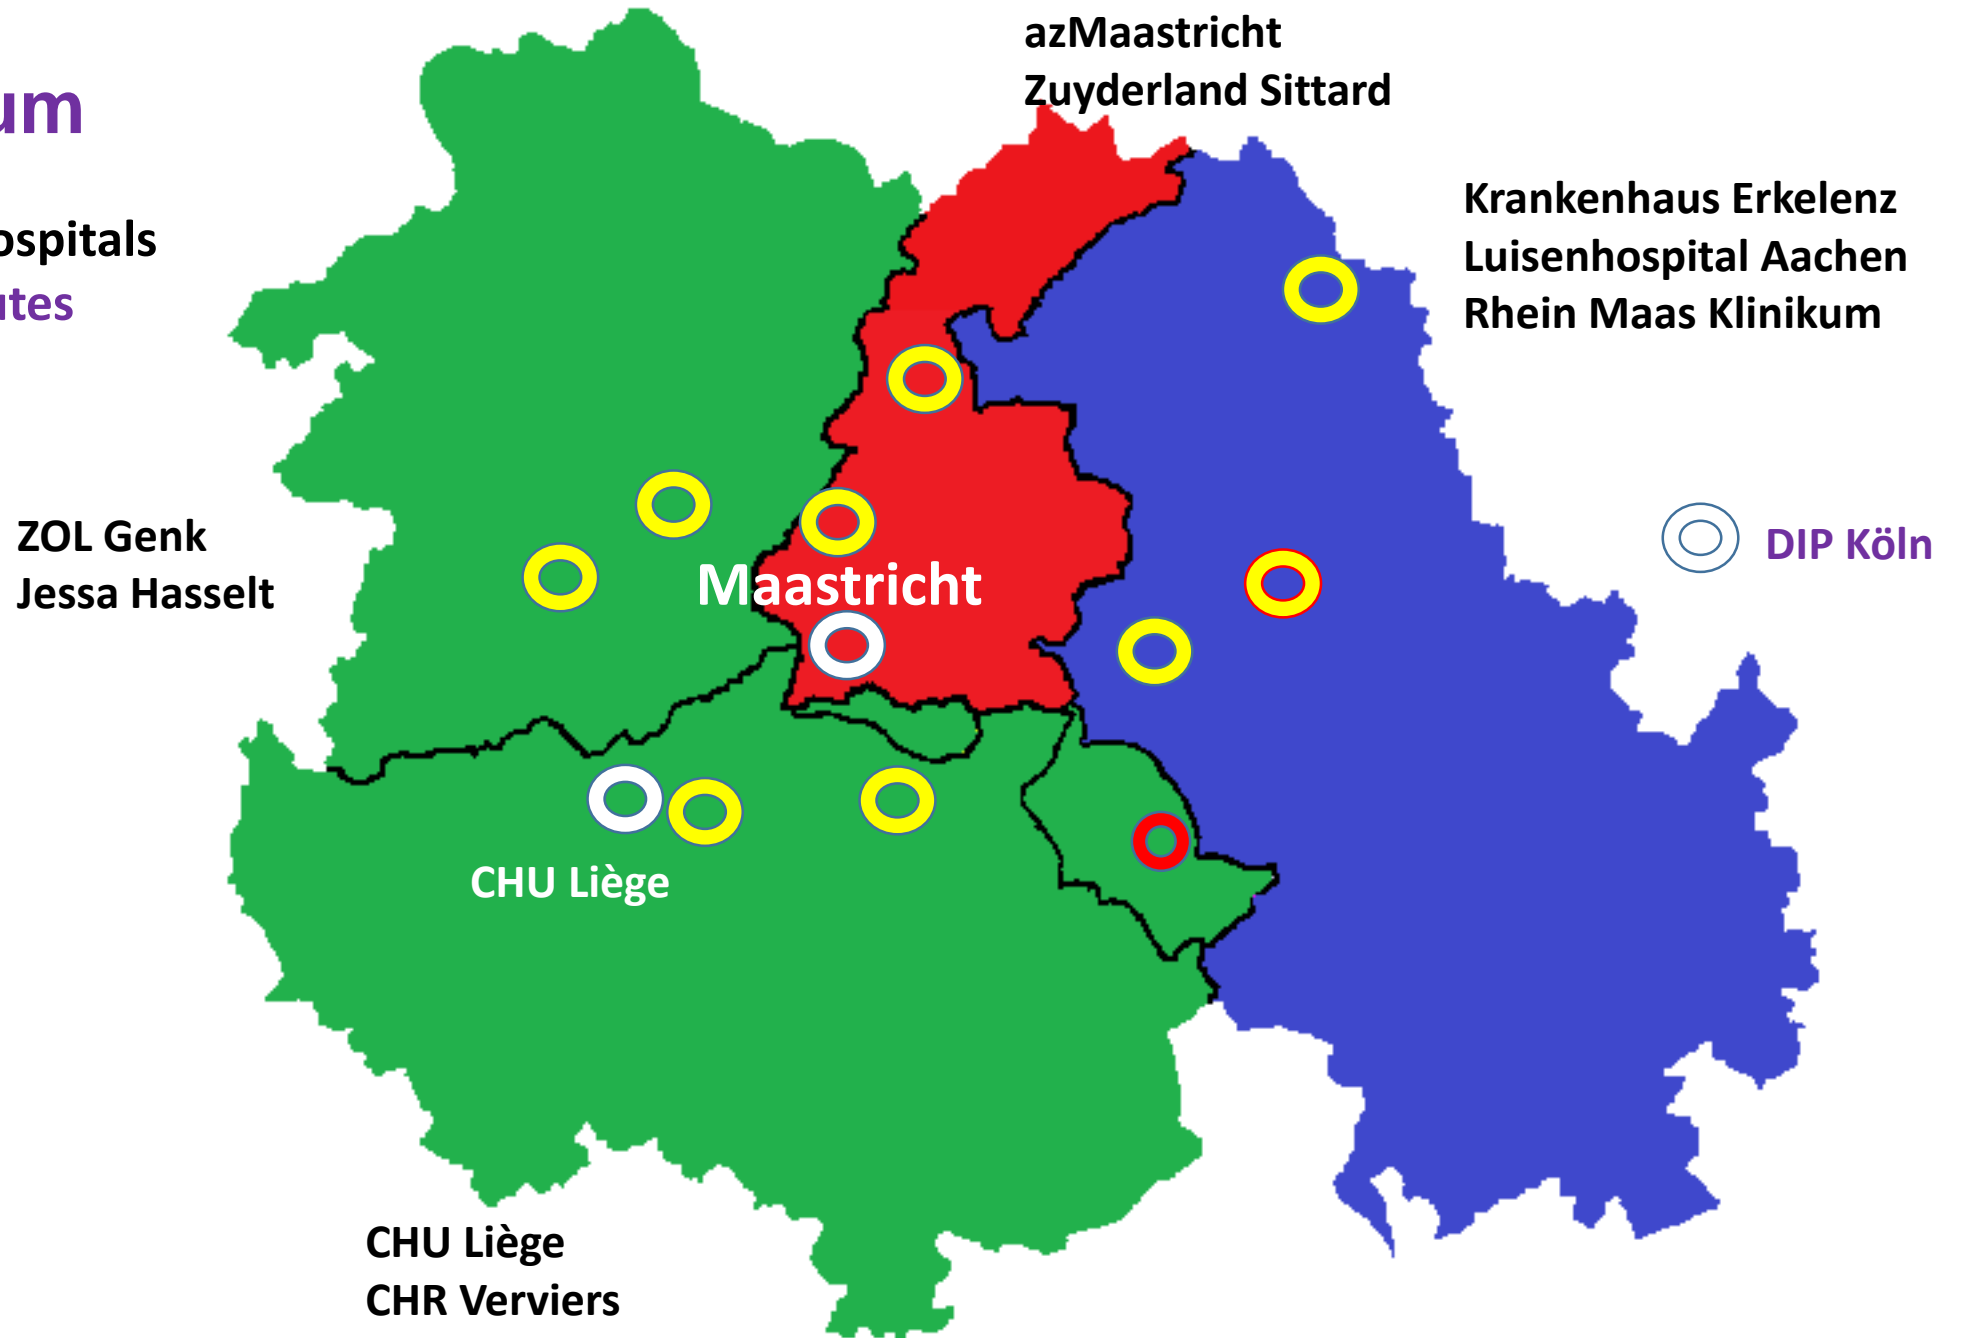 azMaastricht
Zuyderland Sittard
um
ospitals
utes
Krankenhaus Erkelenz
Luisenhospital Aachen
Rhein Maas Klinikum
ZOL Genk
Jessa Hasselt
Maastricht
DIP Köln
CHU Liège
CHU Liège
CHR Verviers